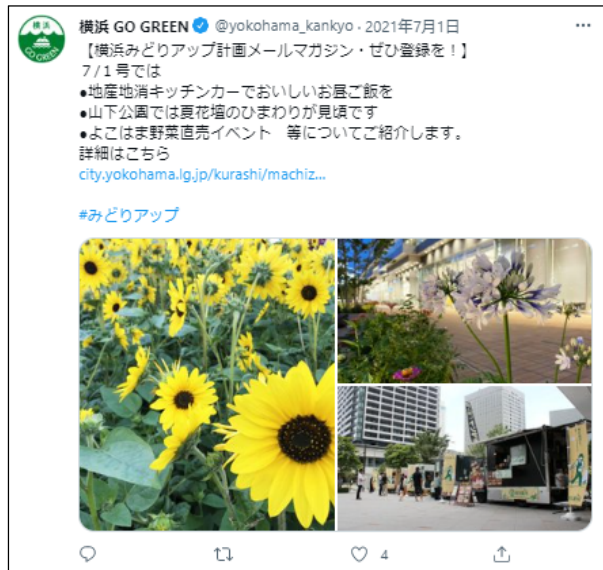 横浜
GO GREEN
横浜 GO GREEN @yokohama_kankyo · 2021年7月1日
【横浜みどりアップ計画メールマガジン・ぜひ登録を！】
７/１号では
●地産地消キッチンカーでおいしいお昼ご飯を
●山下公園では夏花壇のひまわりが見頃です
●よこはま野菜直売イベント　等についてご紹介します。
詳細はこちら
city.yokohama.lg.jp/kurashi/machiz...
#みどりアップ
4